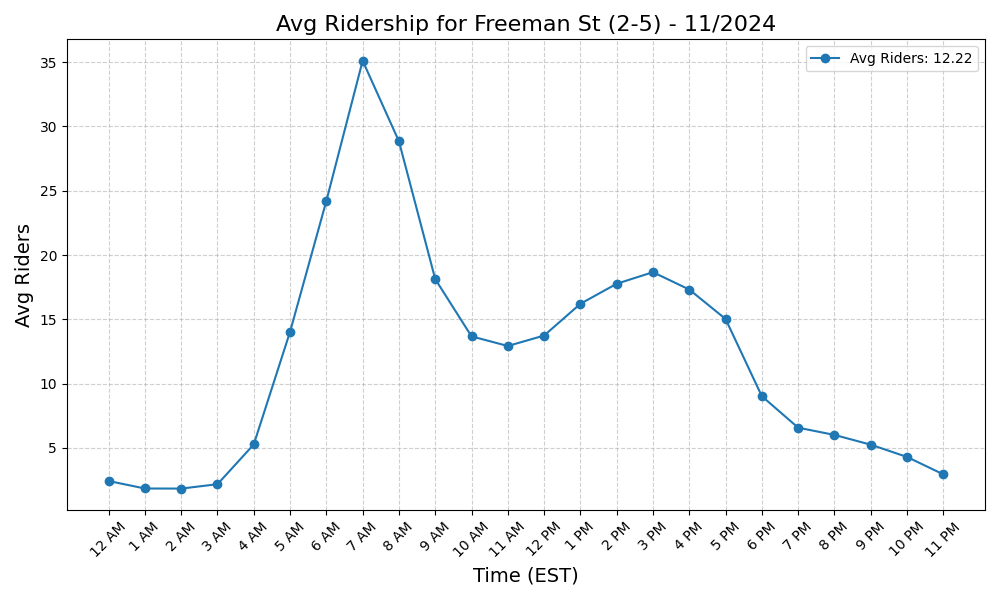 Avg Ridership for Freeman St (2-5) - 11/2024
Avg Riders: 12.22
Avg Riders
35
30
25
20
15
10
5
12 AM
1 AM
2 AM
3 AM
4 AM
5 AM
6 AM
7 AM
8 AM
9 AM
10 AM
11 AM
12 PM
1 PM
2 PM
3 PM
4 PM
5 PM
6 PM
7 PM
8 PM
9 PM
10 PM
11 PM
Time (EST)